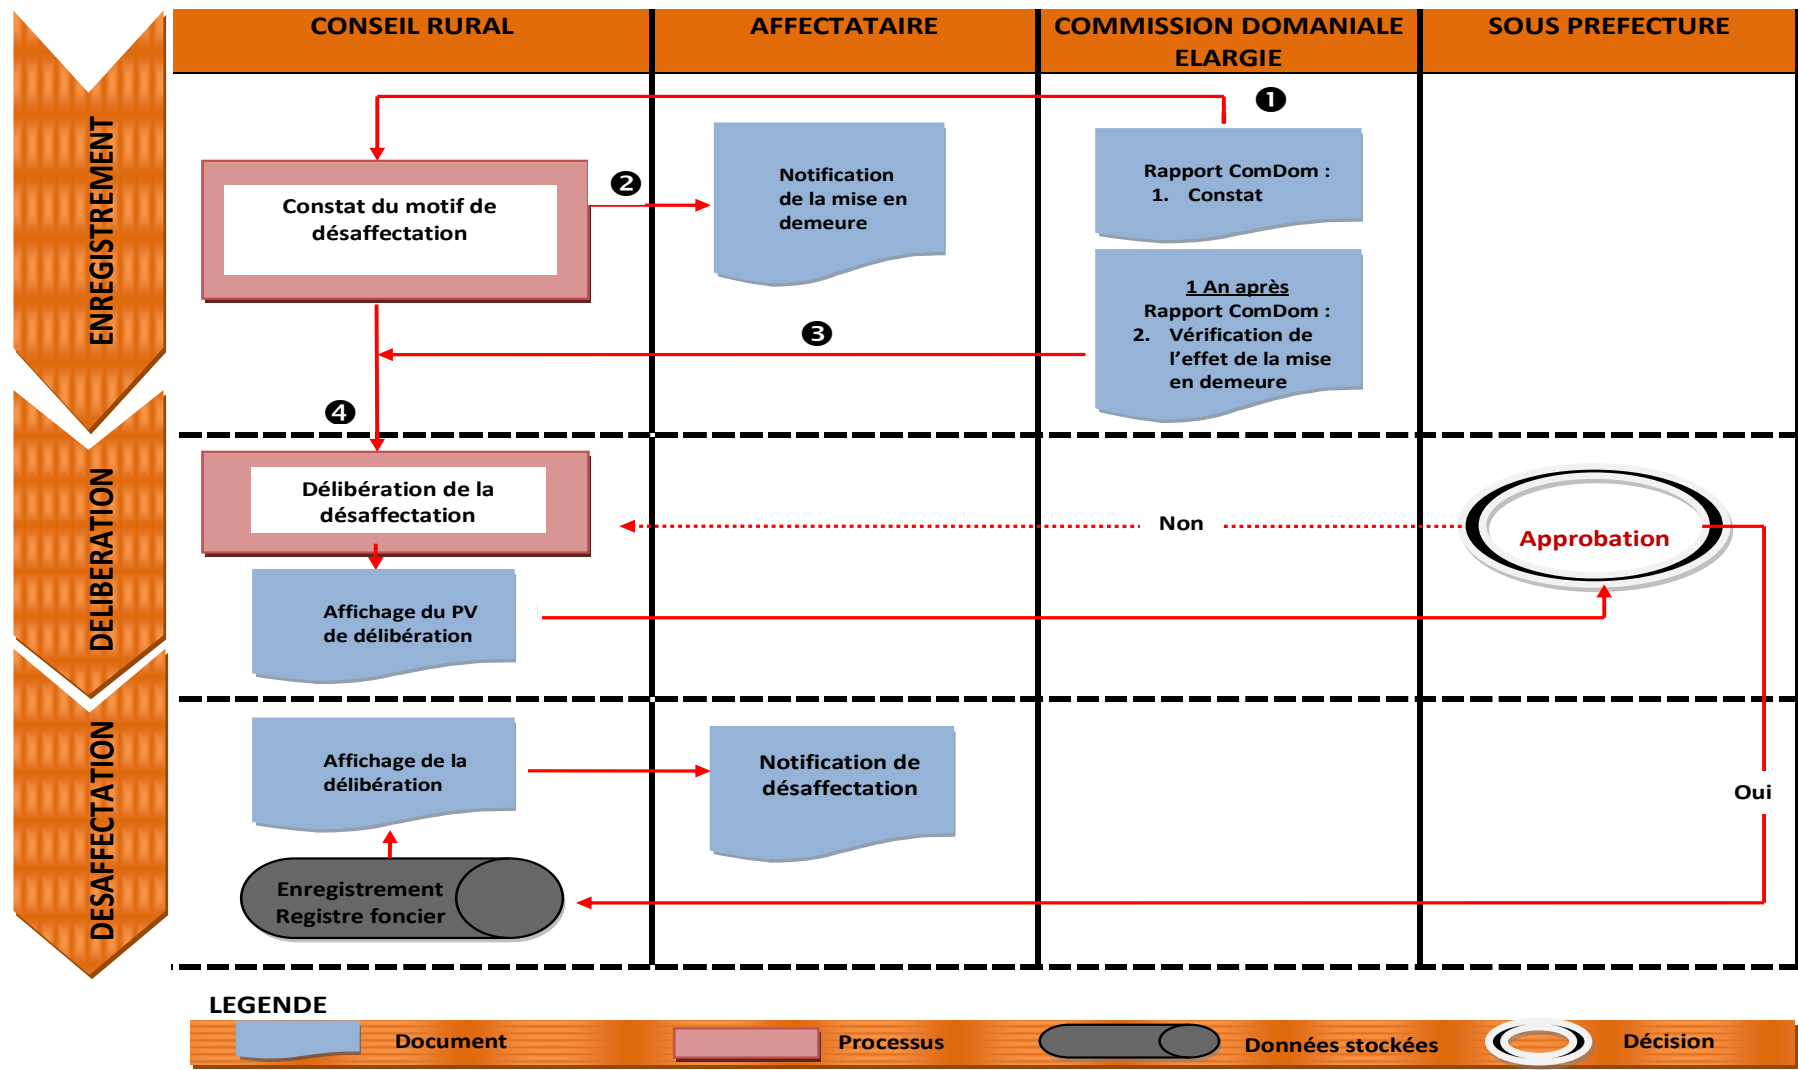 CONSEIL RURAL
AFFECTATAIRE
COMMISSION DOMANIALE
ELARGIE
SOUS PREFECTURE
ENREGISTREMENT
❶
Rapport ComDom :
1. Constat
Constat du motif de
désaffectation
❷
Notification
de la mise en
demeure
1 An après
Rapport ComDom :
2. Vérification de
l’effet de la mise
en demeure
❸
❹
DELIBERATION
Délibération de la
désaffectation
Non
Approbation
Affichage du PV
de délibération
DESAFFECTATION
Affichage de la
délibération
Notification de
désaffectation
Oui
Enregistrement
Registre foncier
LEGENDE
Document
Processus
Données stockées
Décision